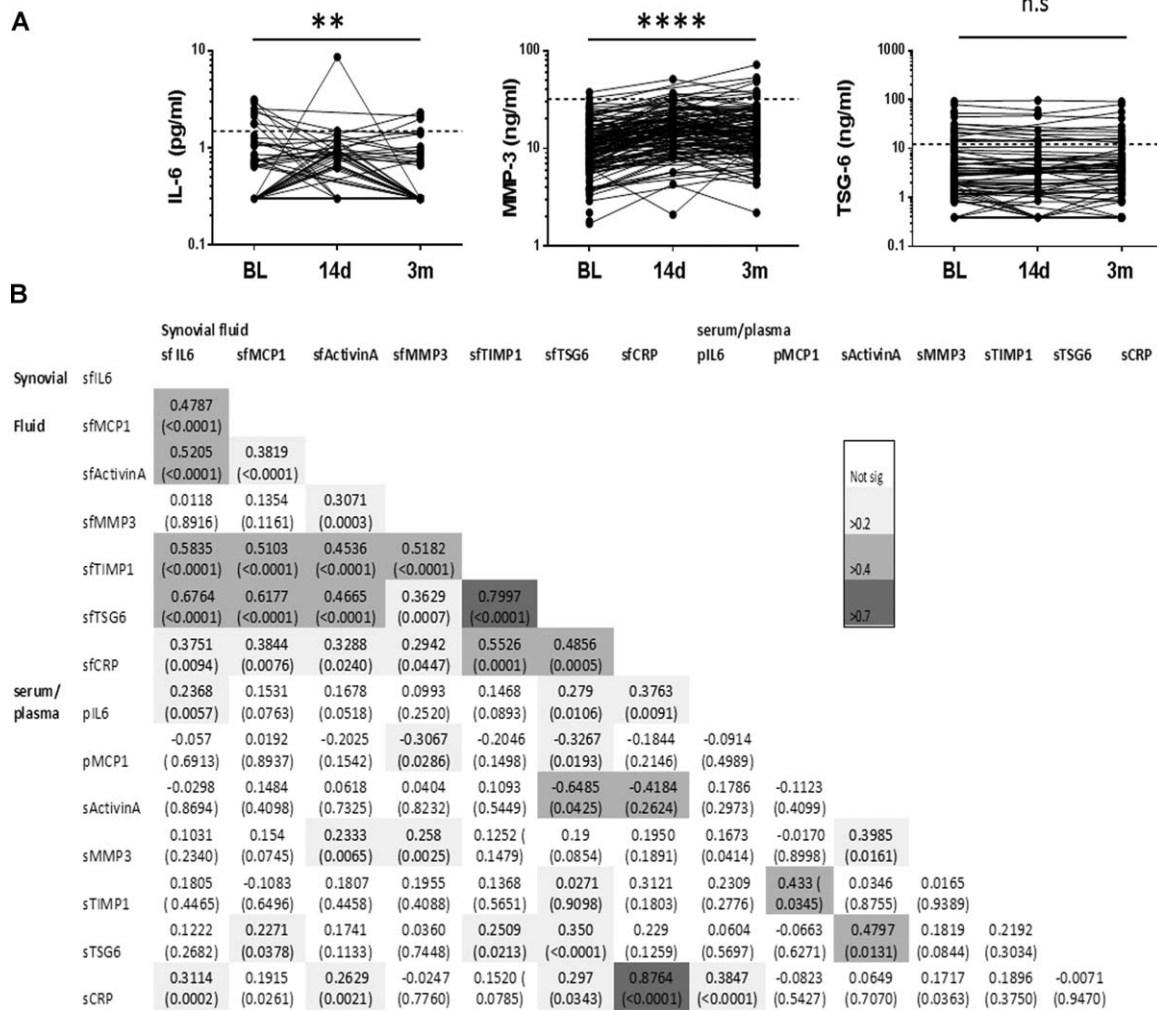 A
** **** n.s
IL-6 (pg/ml)
10
1
0.1
BL 14d 3m
MMP-3 (ng/ml)
100
10
1
BL 14d 3m
TSG-6 (ng/ml)
1000
100
10
1
0.1
BL 14d 3m
B
Synovial fluid serum/plasma
sf IL6 sfMCP1 sfActivinA sfMMP3 sfTIMP1 sfTSG6 sfCRP pIL6 pMCP1 sActivinA sMMP3 sTIMP1 sTSG6 sCRP
Synovial sfIL6
0.4787
Fluid sfMCP1 (<0.0001)
0.5205 0.3819
sfActivinA (<0.0001) (<0.0001)
0.0118 0.1354 0.3071
sfMMP3 (0.8916) (0.1161) (0.0003)
0.5835 0.5103 0.4536 0.5182
sfTIMP1 (<0.0001) (<0.0001) (<0.0001) (<0.0001)
0.6764 0.6177 0.4665 0.3629 0.7997
sfTSG6 (<0.0001) (<0.0001) (<0.0001) (0.0007) (<0.0001)
0.3751 0.3844 0.3288 0.2942 0.5526 0.4856
sfCRP (0.0094) (0.0076) (0.0240) (0.0447) (0.0001) (0.0005)
serum/ 0.2368 0.1531 0.1678 0.0993 0.1468 0.279 0.3763
plasma pIL6 (0.0057) (0.0763) (0.0518) (0.2520) (0.0893) (0.0106) (0.0091)
-0.057 0.0192 -0.2025 -0.3067 -0.2046 -0.3267 -0.1844 -0.0914
pMCP1 ( 0.6913) (0.8937) (0.1542) (0.0286) (0.1498) (0.0193) (0.2146) (0.4989)
-0.0298 0.1484 0.0618 0.0404 0.1093 -0.6485 -0.4184 0.1786 -0.1123
sActivinA (0.8694) (0.4098) (0.7325) (0.8232) (0.5449) (0.0425) (0.2624) (0.2973) (0.4099)
0.1031 0.154 0.2333 0.258 0.1252 ( 0.19 0.1950 0.1673 -0.0170 0.3985
sMMP3 (0.2340) (0.0745) (0.0065) (0.0025) 0.1479) (0.0854) (0.1891) (0.0414) (0.8998) (0.0161)
0.1805 -0.1083 0.1807 0.1955 0.1368 0.0271 0.3121 0.2309 0.433 ( 0.0346 0.0165
sTIMP1 (0.4465) (0.6496) (0.4458) (0.4088) (0.5651) (0.9098) (0.1803) (0.2776) 0.0345) (0.8755) (0.9389)
0.1222 0.2271 0.1741 0.0360 0.2509 0.350 0.229 0.0604 -0.0663 0.4797 0.1819 0.2192
sTSG6 (0.2682) (0.0378) (0.1133) (0.7448) (0.0213) (<0.0001) (0.1259) (0.5697) (0.6271) (0.0131) (0.0844) (0.3034)
0.3114 0.1915 0.2629 -0.0247 0.1520 ( 0.297 0.8764 0.3847 -0.0823 0.0649 0.1717 0.1896 -0.0071
sCRP (0.0002) (0.0261) (0.0021) (0.7760) 0.0785) (0.0343) (<0.0001) (<0.0001) (0.5427) (0.7070) (0.0363) (0.3750) (0.9470)
Not sig
>0.2
>0.4
>0.7